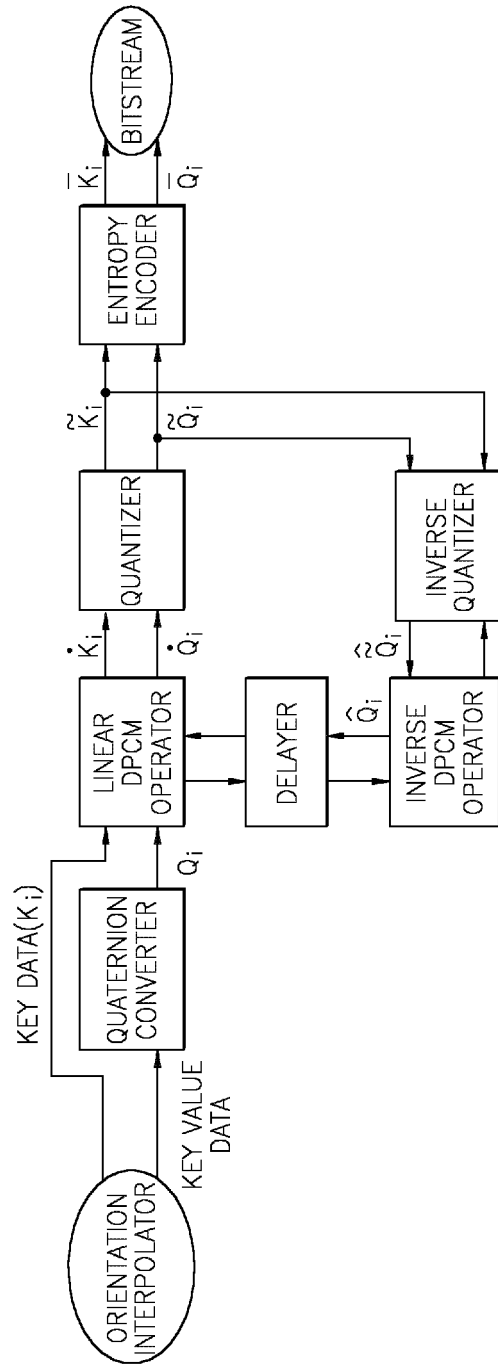 ORIENTATION
INTERPOLATOR
KEY DATA(Ki)
KEY VALUE
DATA
QUATERNION
CONVERTER
Qi
LINEAR
DPCM
OPERATOR
K̇i
Q̇i
QUANTIZER
K̃i
Q̃i
ENTROPY
ENCODER
K̄i
Q̄i
BITSTREAM
DELAYER
Q̂i
INVERSE
DPCM
OPERATOR
Q̃̂i
INVERSE
QUANTIZER